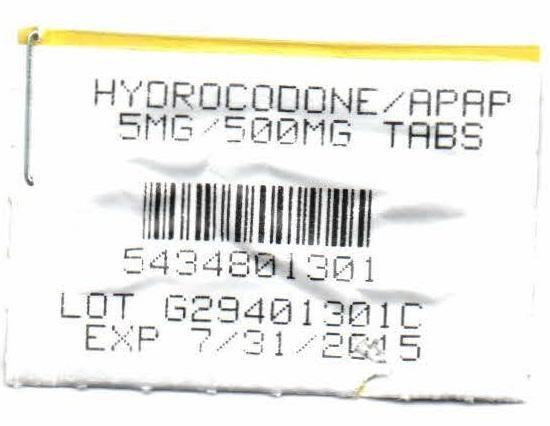 HYDROCODONE/APAP
5MG/500MG TABS
5434801301
LOT G29401301C
EXP 7/31/2015